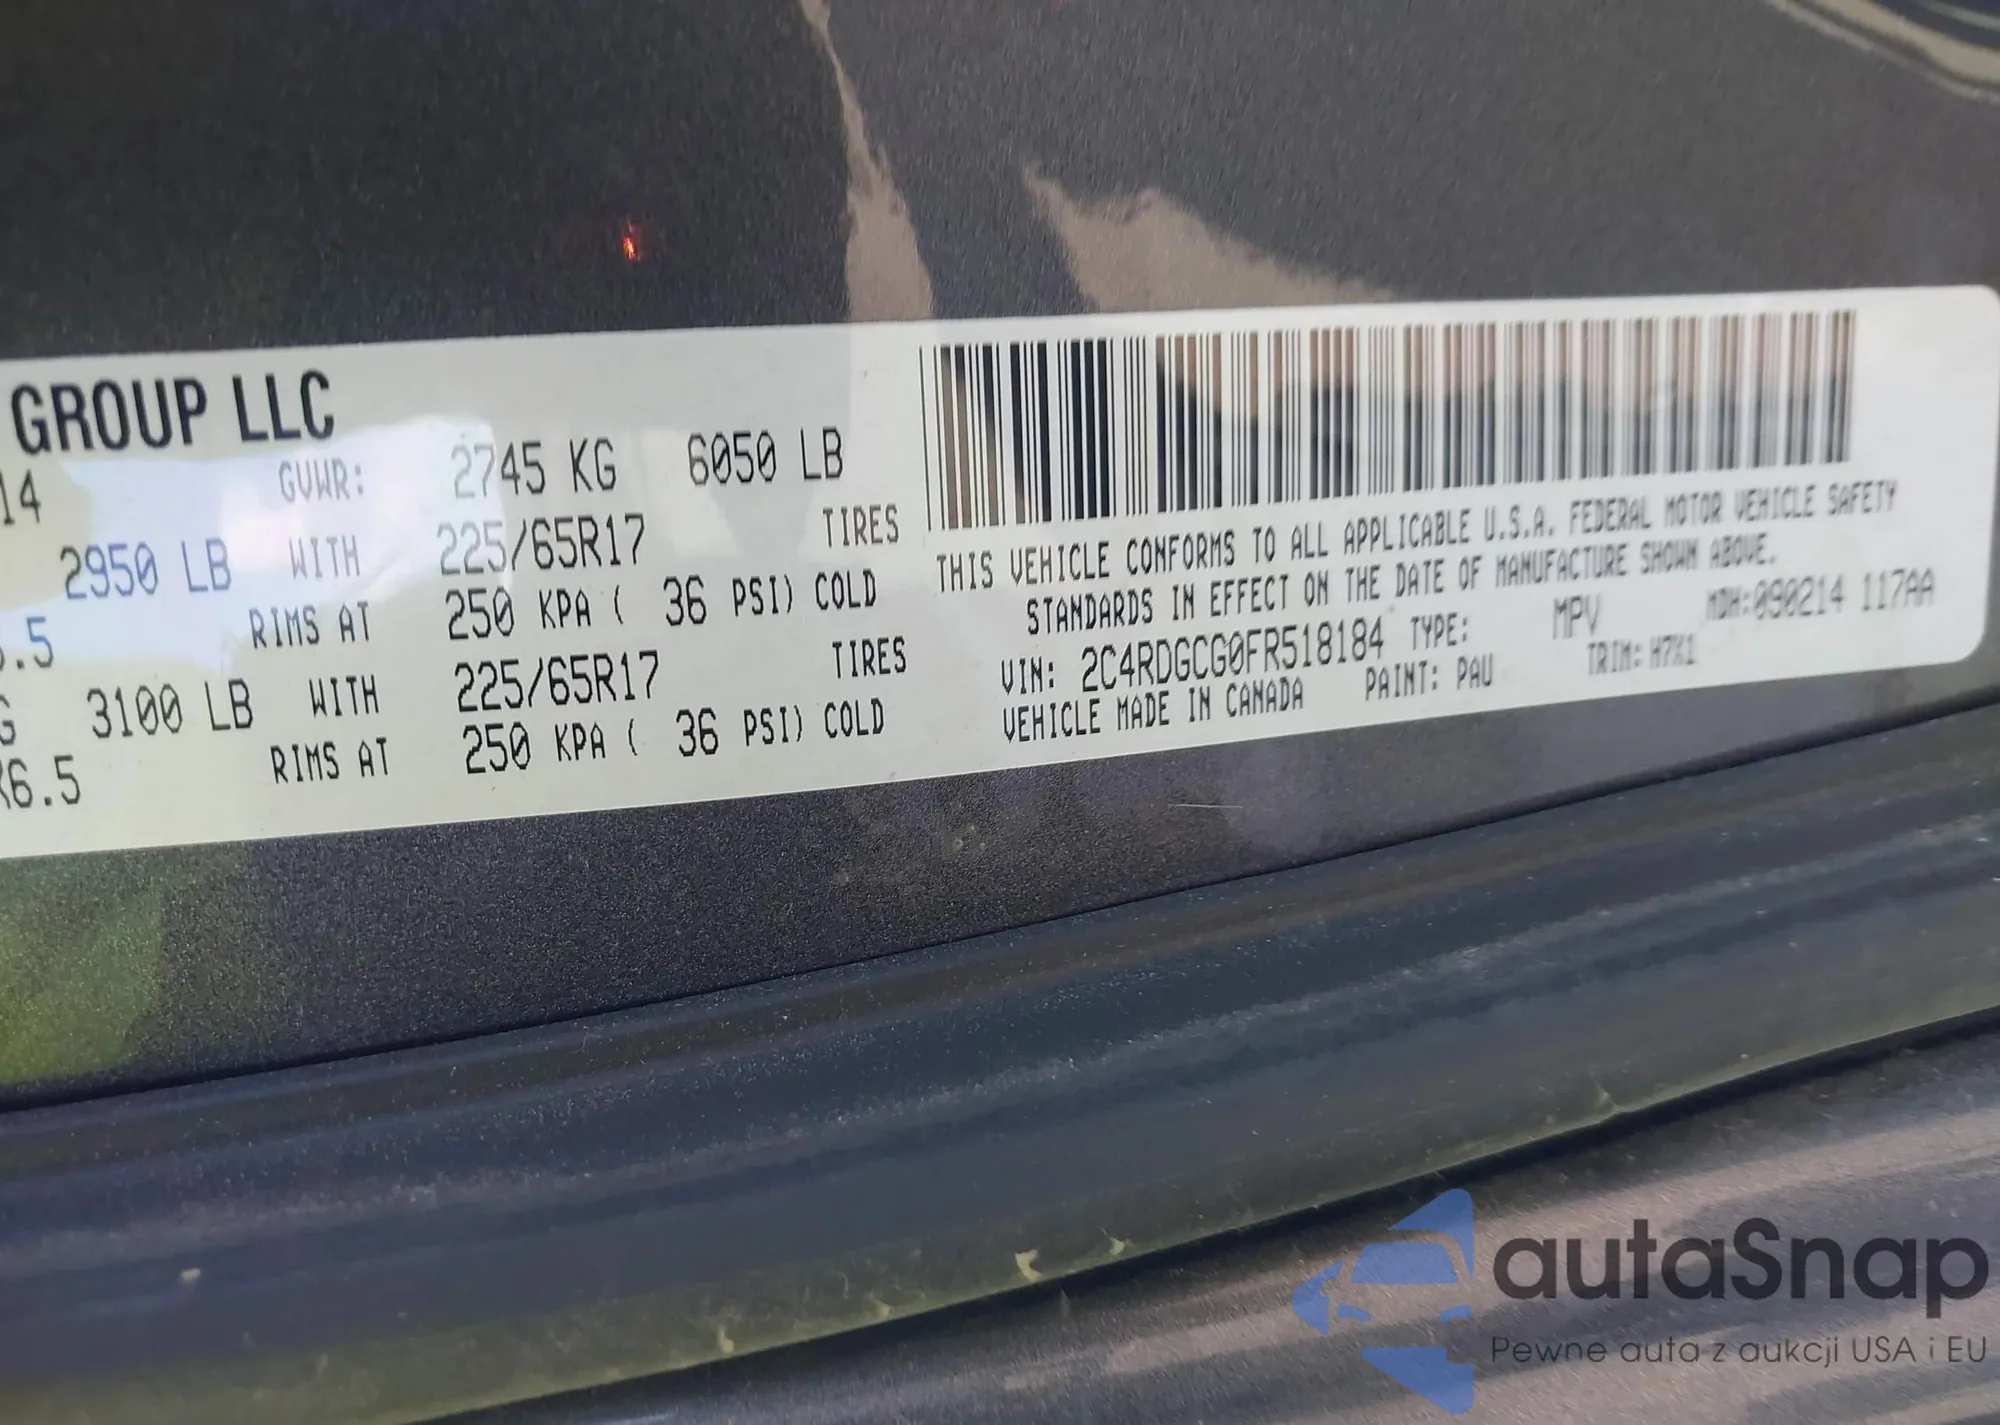 GROUP LLC
14 GVWR: 2745 KG 6050 LB
2950 LB WITH 225/65R17 TIRES
.5 RIMS AT 250 KPA ( 36 PSI) COLD
G 3100 LB WITH 225/65R17 TIRES
X6.5 RIMS AT 250 KPA ( 36 PSI) COLD
THIS VEHICLE CONFORMS TO ALL APPLICABLE U.S.A. FEDERAL MOTOR VEHICLE SAFETY
STANDARDS IN EFFECT ON THE DATE OF MANUFACTURE SHOWN ABOVE.
VIN: 2C4RDGCG0FR518184 TYPE: MPV MDH:090214 117AA
VEHICLE MADE IN CANADA PAINT: PAU TRIM: H7X1
autaSnap
Pewne auta z aukcji USA i EU